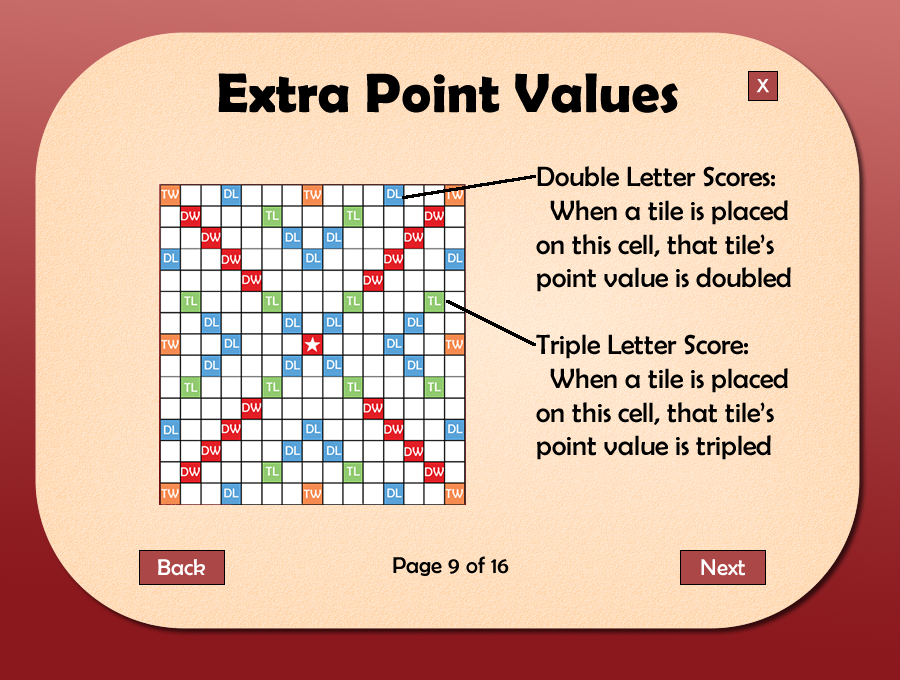 Extra Point Values
X
Double Letter Scores:
When a tile is placed
on this cell, that tile's
point value is doubled
Triple Letter Score:
When a tile is placed
on this cell, that tile's
point value is tripled
TW DL TW DL TW
DW TL TL DW
DW DL DL DW
DL DW DL DW DL
DW DW
TL TL TL TL
DL DL DL DL
TW DL DL TW
DL DL DL DL
TL TL TL TL
DW DW
DL DW DL DW DL
DW DL DL DW
DW TL TL DW
TW DL TW DL TW
Back
Page 9 of 16
Next